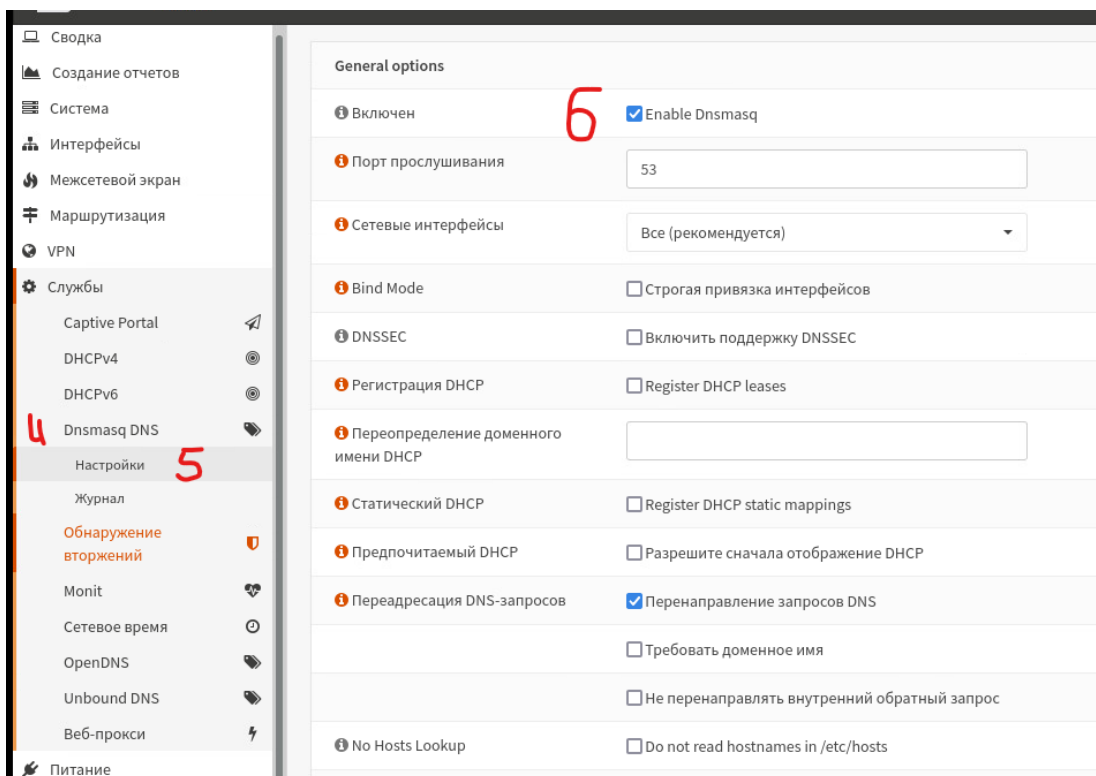 Сводка
Создание отчетов
Система
Интерфейсы
Межсетевой экран
Маршрутизация
VPN
Службы
Captive Portal
DHCPv4
DHCPv6
4 Dnsmasq DNS
Настройки 5
Журнал
Обнаружение
вторжений
Monit
Сетевое время
OpenDNS
Unbound DNS
Веб-прокси
Питание
General options
Включен 6 Enable Dnsmasq
Порт прослушивания 53
Сетевые интерфейсы Все (рекомендуется)
Bind Mode Строгая привязка интерфейсов
DNSSEC Включить поддержку DNSSEC
Регистрация DHCP Register DHCP leases
Переопределение доменного
имени DHCP
Статический DHCP Register DHCP static mappings
Предпочитаемый DHCP Разрешите сначала отображение DHCP
Переадресация DNS-запросов Перенаправление запросов DNS
Требовать доменное имя
Не перенаправлять внутренний обратный запрос
No Hosts Lookup Do not read hostnames in /etc/hosts